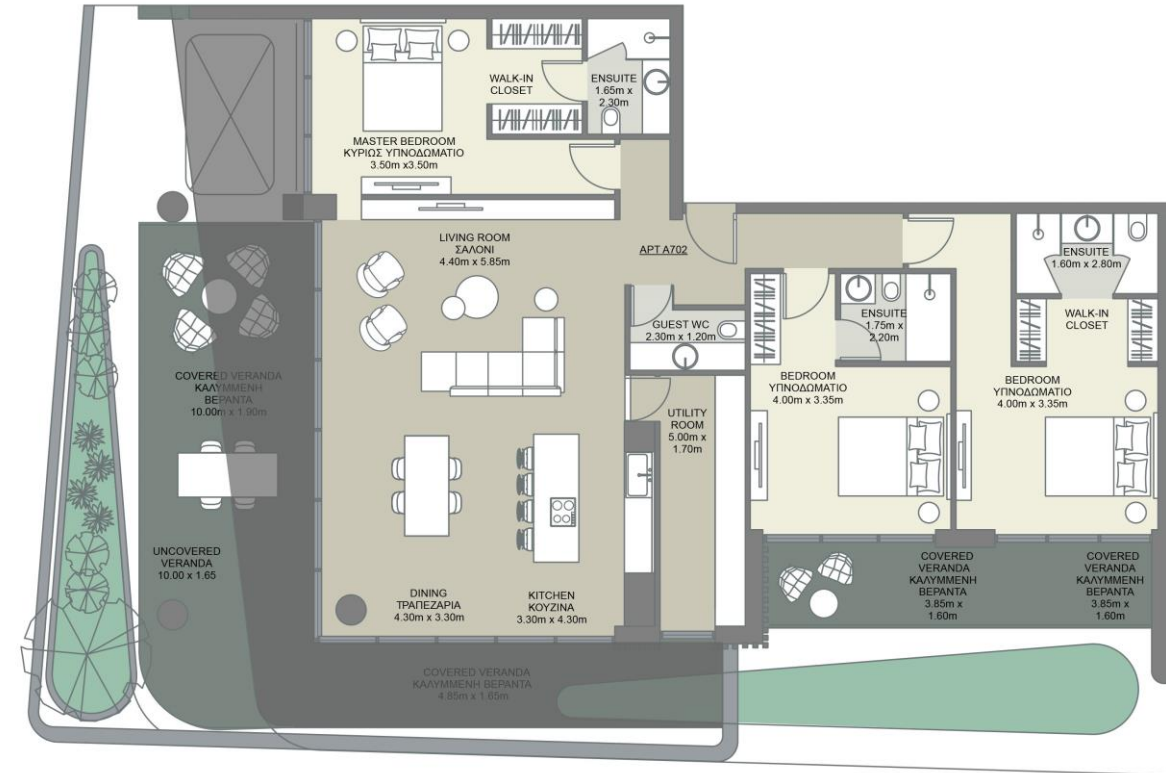 WALK-IN
CLOSET
ENSUITE
1.65m x
2.30m
MASTER BEDROOM
ΚΥΡΙΩΣ ΥΠΝΟΔΩΜΑΤΙΟ
3.50m x3.50m
LIVING ROOM
ΣΑΛΟΝΙ
4.40m x 5.85m
APT A702
ENSUITE
1.60m x 2.80m
WALK-IN
CLOSET
GUEST WC
2.30m x 1.20m
ENSUITE
1.75m x
2.20m
COVERED VERANDA
ΚΑΛΥΜΜΕΝΗ
ΒΕΡΑΝΤΑ
10.00m x 1.90m
BEDROOM
ΥΠΝΟΔΩΜΑΤΙΟ
4.00m x 3.35m
BEDROOM
ΥΠΝΟΔΩΜΑΤΙΟ
4.00m x 3.35m
UTILITY
ROOM
5.00m x
1.70m
UNCOVERED
VERANDA
10.00 x 1.65
DINING
ΤΡΑΠΕΖΑΡΙΑ
4.30m x 3.30m
KITCHEN
ΚΟΥΖΙΝΑ
3.30m x 4.30m
COVERED
VERANDA
ΚΑΛΥΜΜΕΝΗ
ΒΕΡΑΝΤΑ
3.85m x
1.60m
COVERED
VERANDA
ΚΑΛΥΜΜΕΝΗ
ΒΕΡΑΝΤΑ
3.85m x
1.60m
COVERED VERANDA
ΚΑΛΥΜΜΕΝΗ ΒΕΡΑΝΤΑ
4.85m x 1.65m